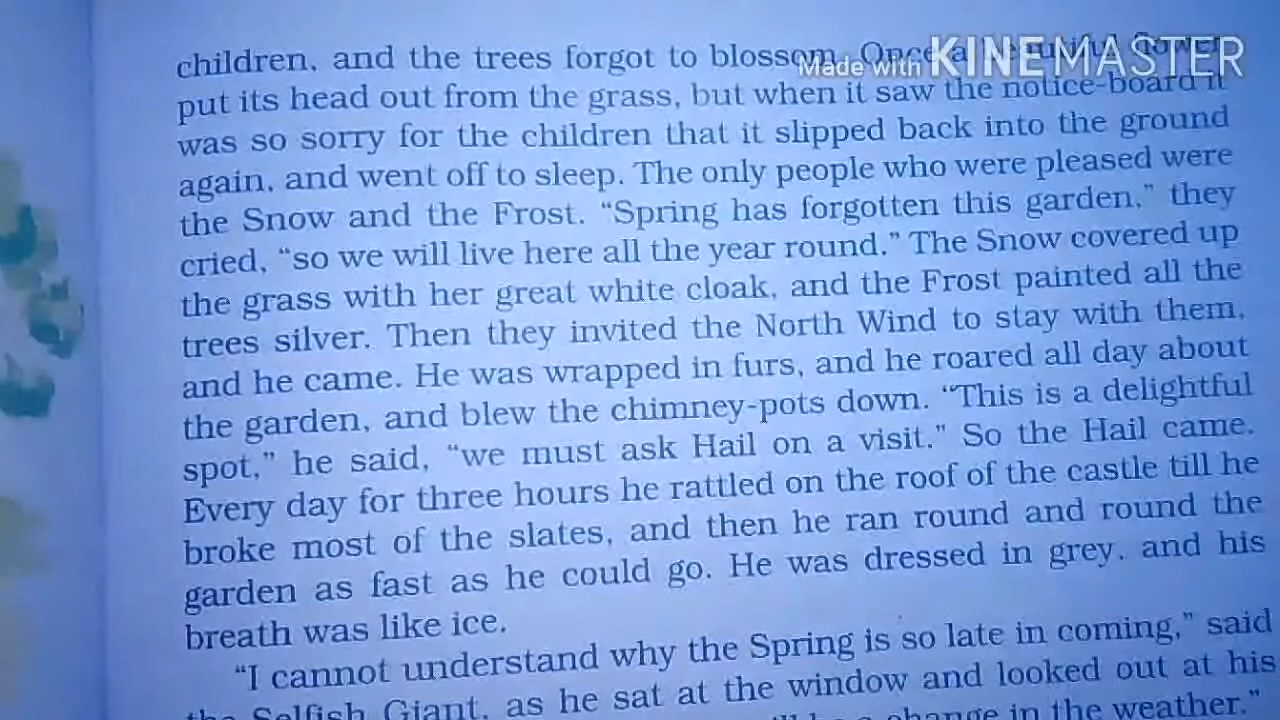 children, and the trees forgot to blossom. Once a beautiful flower
Made with KINEMASTER
put its head out from the grass, but when it saw the notice-board it
was so sorry for the children that it slipped back into the ground
again, and went off to sleep. The only people who were pleased were
the Snow and the Frost. “Spring has forgotten this garden,” they
cried, “so we will live here all the year round.” The Snow covered up
the grass with her great white cloak, and the Frost painted all the
trees silver. Then they invited the North Wind to stay with them,
and he came. He was wrapped in furs, and he roared all day about
the garden, and blew the chimney-pots down. “This is a delightful
spot,” he said, “we must ask Hail on a visit.” So the Hail came.
Every day for three hours he rattled on the roof of the castle till he
broke most of the slates, and then he ran round and round the
garden as fast as he could go. He was dressed in grey, and his
breath was like ice.
“I cannot understand why the Spring is so late in coming,” said
the Selfish Giant, as he sat at the window and looked out at his
change in the weather.”